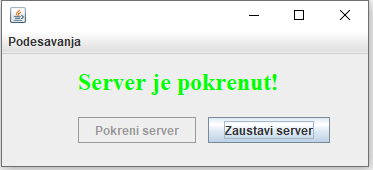 Podesavanja
Server je pokrenut!
Pokreni server
Zaustavi server